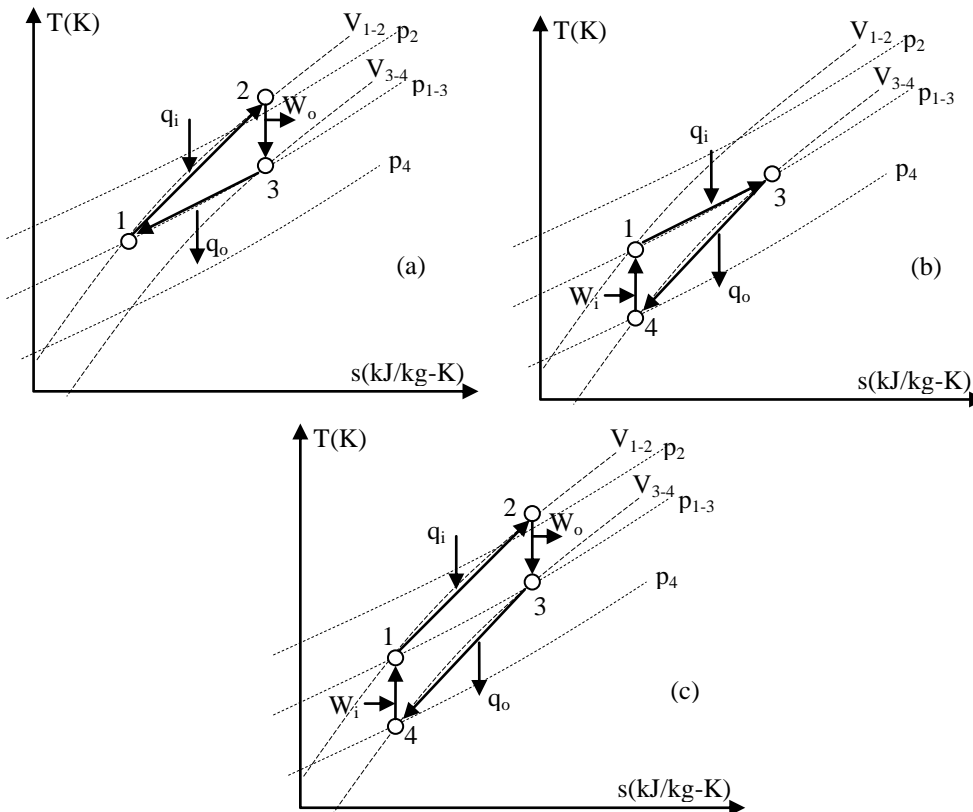 T(K)
V1-2
p2
V3-4
p1-3
2
Wo
qi
3
p4
1
qo
(a)
s(kJ/kg-K)
T(K)
V1-2
p2
V3-4
p1-3
qi
3
p4
1
Wi
qo
(b)
4
s(kJ/kg-K)
T(K)
V1-2
p2
V3-4
p1-3
2
Wo
qi
3
p4
1
Wi
qo
(c)
4
s(kJ/kg-K)